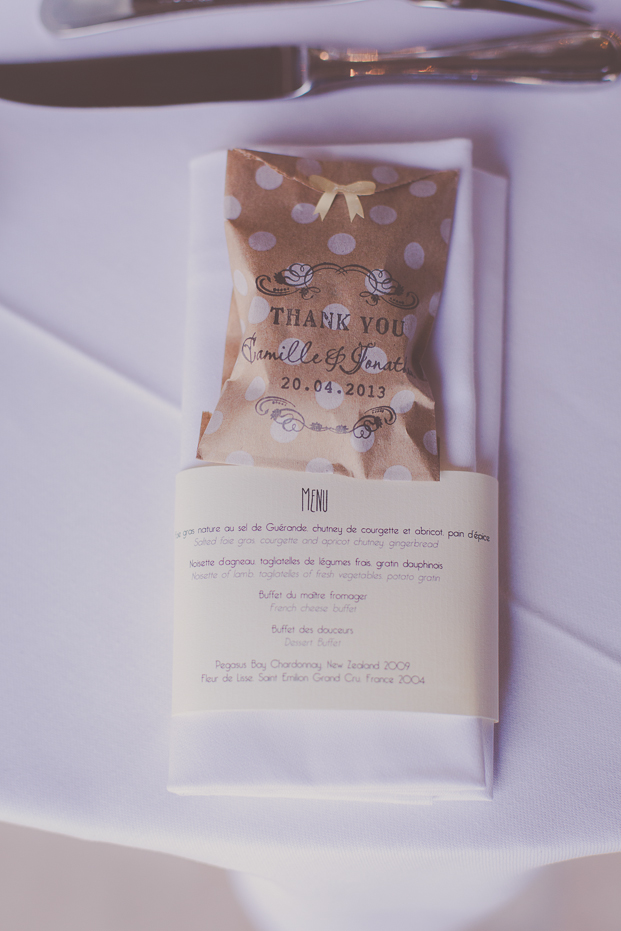 THANK YOU
Camille & Jonath
20.04.2013
MENU
gras nature au sel de Guérande, chutney de courgette et abricot, pain d'épice
Salted foie gras, courgette and apricot chutney, gingerbread
Noisette d'agneau, tagliatelles de légumes frais, gratin dauphinois
Noisette of lamb, tagliatelles of fresh vegetables, potato gratin
Buffet du maître fromager
French cheese buffet
Buffet des douceurs
Dessert Buffet
Pegasus Bay Chardonnay, New Zealand 2009
Fleur de Lisse, Saint Emilion Grand Cru, France 2004